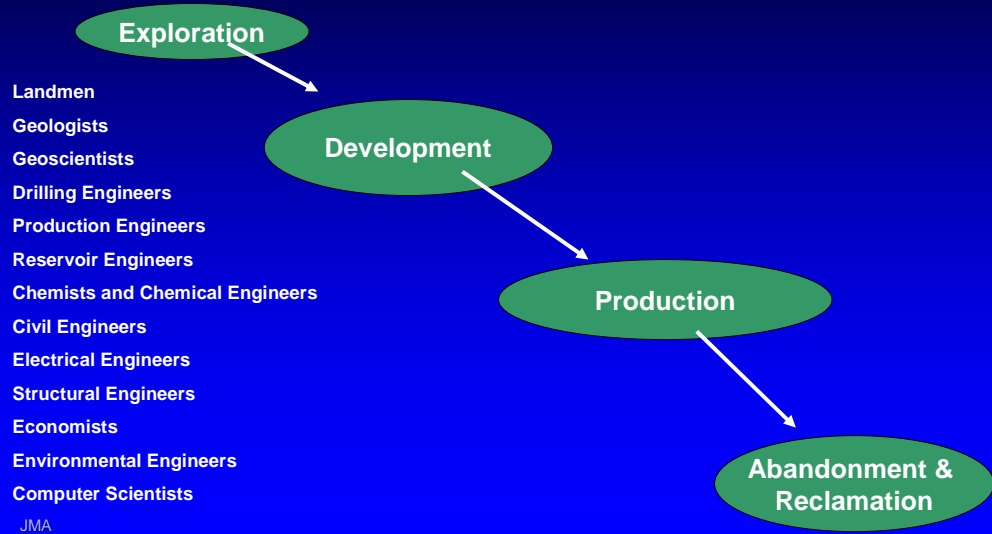 Exploration
Landmen
Geologists
Development
Geoscientists
Drilling Engineers
Production Engineers
Reservoir Engineers
Chemists and Chemical Engineers
Production
Civil Engineers
Electrical Engineers
Structural Engineers
Economists
Environmental Engineers
Abandonment &
Reclamation
Computer Scientists
JMA